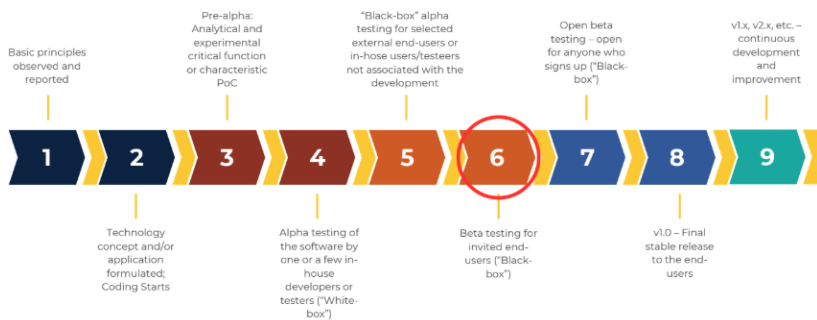 Basic principles
observed and
reported
Pre-alpha:
Analytical and
experimental
critical function
or characteristic
PoC
“Black-box” alpha
testing for selected
external end-users or
in-hose users/testeers
not associated with the
development
Open beta
testing – open
for anyone who
signs up (“Black-
box”)
v1.x, v2.x, etc. –
continuous
development
and
improvement
1
2
3
4
5
6
7
8
9
Technology
concept and/or
application
formulated;
Coding Starts
Alpha testing of
the software by
one or a few in-
house
developers or
testers (“White-
box”)
Beta testing for
invited end-
users (“Black-
box”)
v1.0 – Final
stable release
to the end-
users